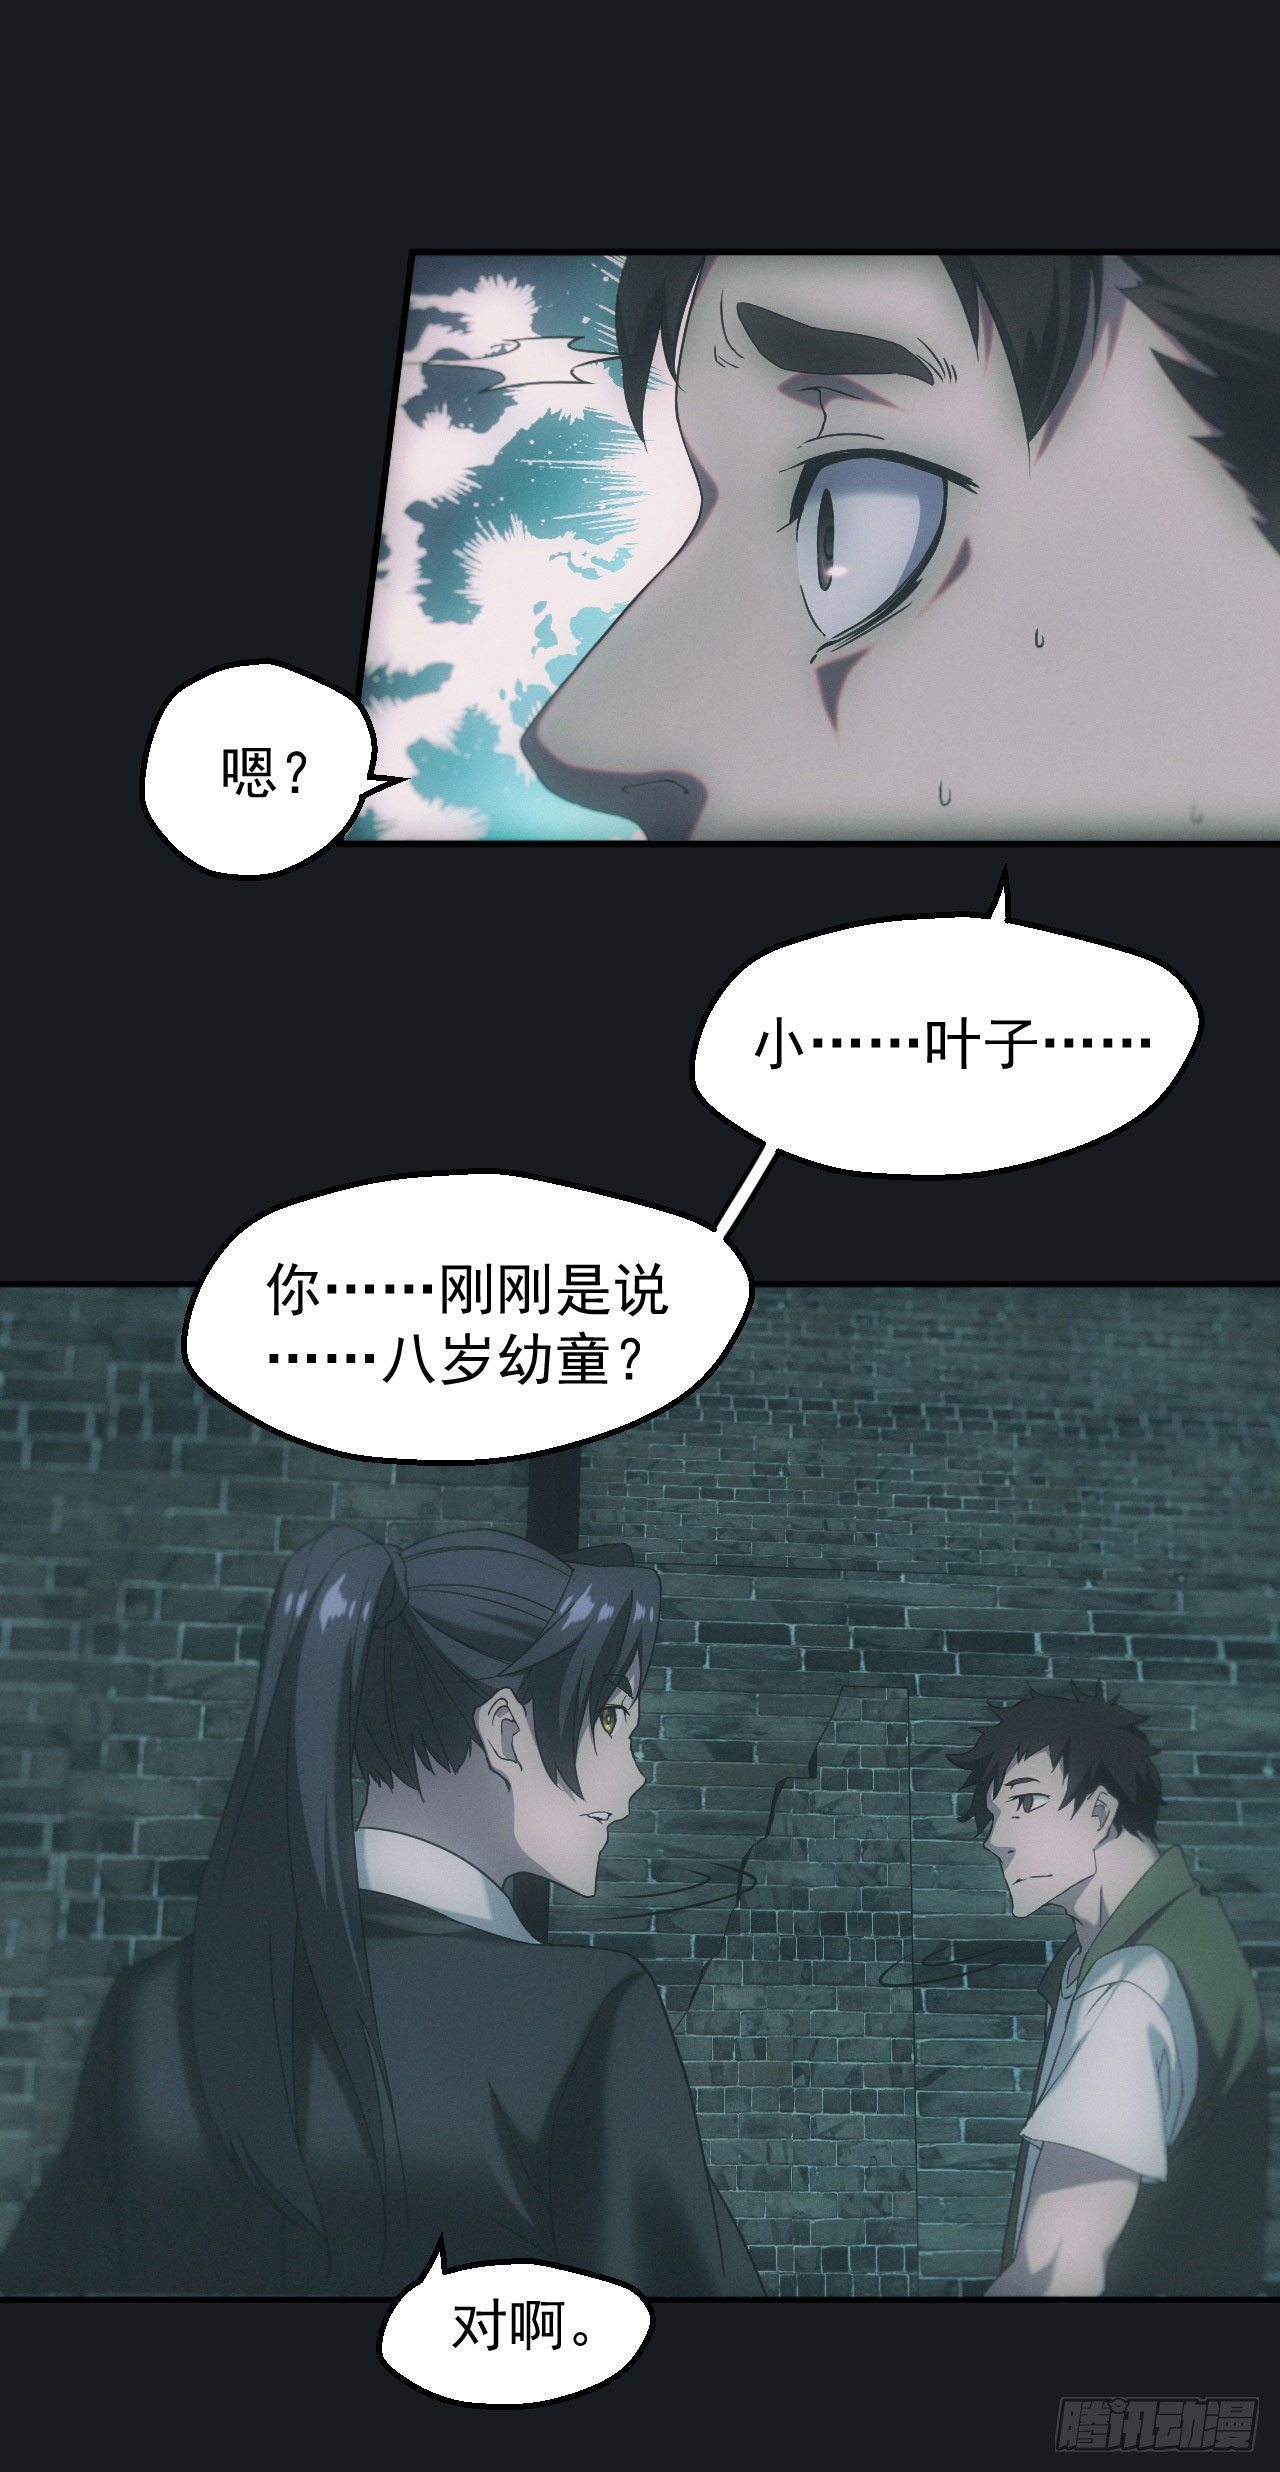 嗯？
小……叶子……
你……刚刚是说
……八岁幼童？
对啊。
腾讯动漫